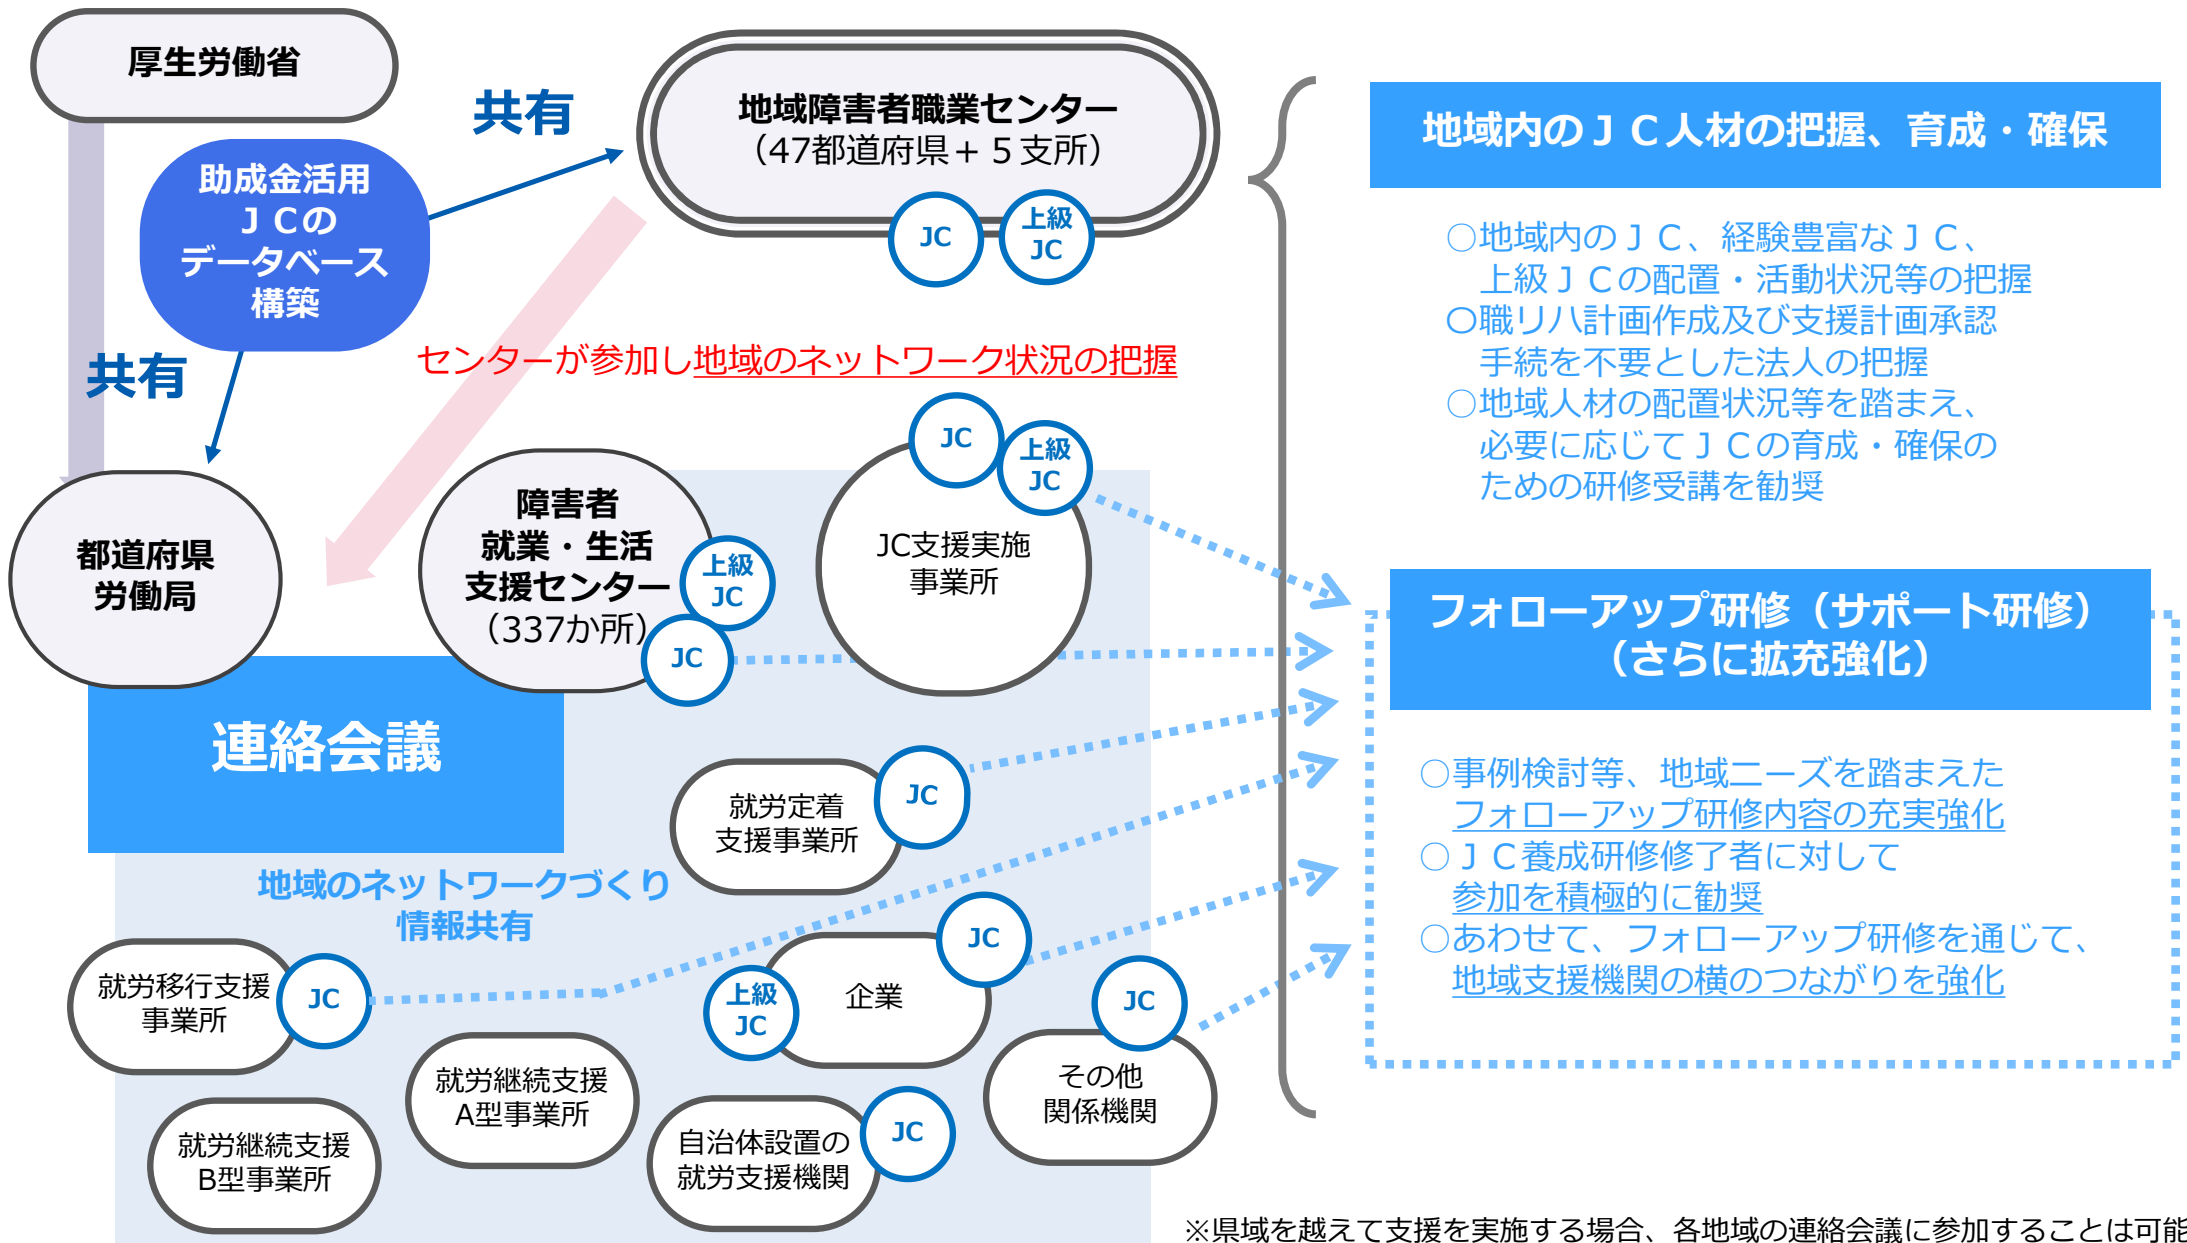 厚生労働省
共有
助成金活用
ＪＣの
データベース
構築
共有
地域障害者職業センター
（47都道府県＋５支所）
JC
上級
JC
センターが参加し地域のネットワーク状況の把握
都道府県
労働局
障害者
就業・生活
支援センター
（337か所）
上級
JC
JC
JC
上級
JC
JC支援実施
事業所
連絡会議
地域のネットワークづくり
情報共有
就労定着
支援事業所
JC
就労移行支援
事業所
JC
上級
JC
企業
JC
就労継続支援
A型事業所
就労継続支援
B型事業所
自治体設置の
就労支援機関
JC
JC
その他
関係機関
地域内のＪＣ人材の把握、育成・確保
○地域内のＪＣ、経験豊富なＪＣ、
上級ＪＣの配置・活動状況等の把握
〇職リハ計画作成及び支援計画承認
手続を不要とした法人の把握
○地域人材の配置状況等を踏まえ、
必要に応じてＪＣの育成・確保の
ための研修受講を勧奨
フォローアップ研修（サポート研修）
（さらに拡充強化）
○事例検討等、地域ニーズを踏まえた
フォローアップ研修内容の充実強化
○ＪＣ養成研修修了者に対して
参加を積極的に勧奨
○あわせて、フォローアップ研修を通じて、
地域支援機関の横のつながりを強化
※県域を越えて支援を実施する場合、各地域の連絡会議に参加することは可能